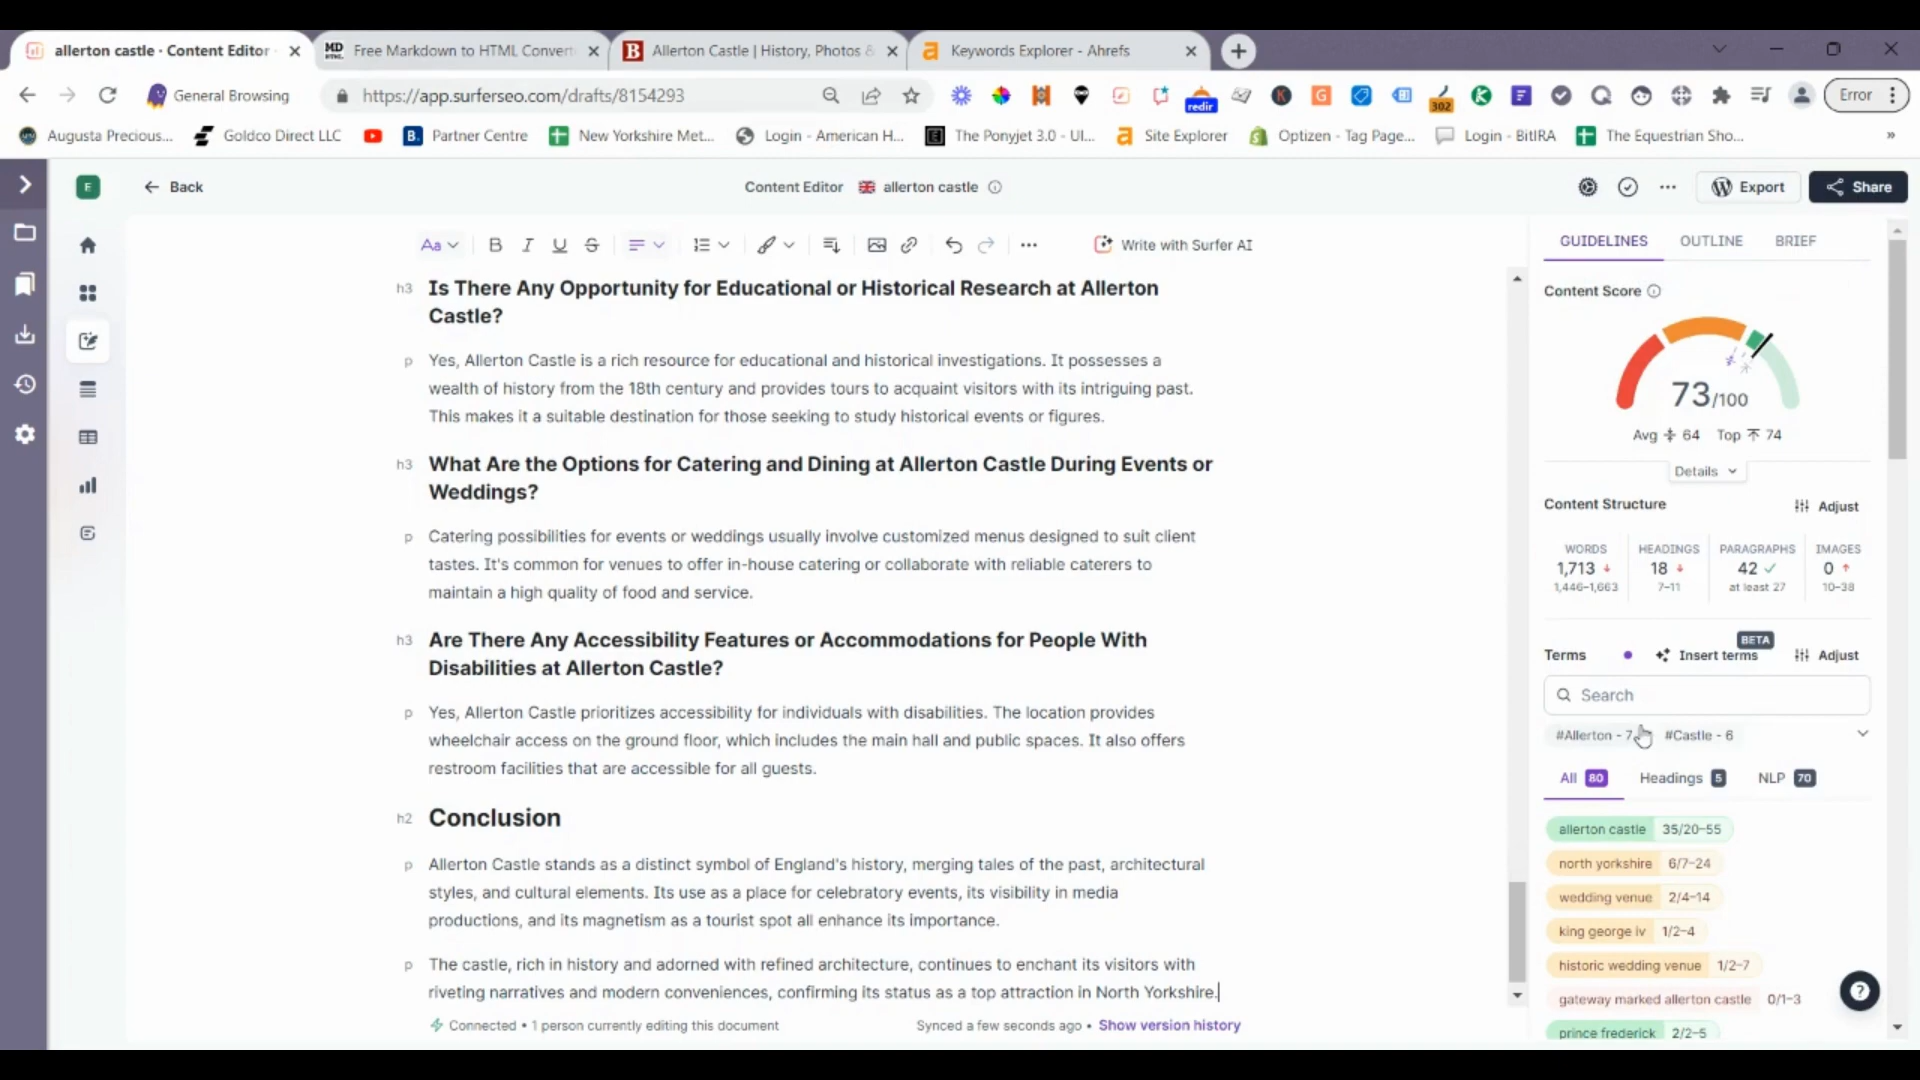 allerton castle · Content Editor
MD HTML Free Markdown to HTML Convert
B Allerton Castle | History, Photos &
a Keywords Explorer - Ahrefs
General Browsing
https://app.surferseo.com/drafts/8154293
redir
302
Error
Augusta Precious...
Goldco Direct LLC
B. Partner Centre
New Yorkshire Met...
Login - American H...
The Ponyjet 3.0 - Ul...
Site Explorer
Optizen - Tag Page...
Login - BitIRA
The Equestrian Sho...
»
E
Back
Content Editor allerton castle
Export
Share
Aa
B I U S
Write with Surfer AI
h3 Is There Any Opportunity for Educational or Historical Research at Allerton
Castle?
p Yes, Allerton Castle is a rich resource for educational and historical investigations. It possesses a
wealth of history from the 18th century and provides tours to acquaint visitors with its intriguing past.
This makes it a suitable destination for those seeking to study historical events or figures.
h3 What Are the Options for Catering and Dining at Allerton Castle During Events or
Weddings?
p Catering possibilities for events or weddings usually involve customized menus designed to suit client
tastes. It's common for venues to offer in-house catering or collaborate with reliable caterers to
maintain a high quality of food and service.
h3 Are There Any Accessibility Features or Accommodations for People With
Disabilities at Allerton Castle?
p Yes, Allerton Castle prioritizes accessibility for individuals with disabilities. The location provides
wheelchair access on the ground floor, which includes the main hall and public spaces. It also offers
restroom facilities that are accessible for all guests.
h2 Conclusion
p Allerton Castle stands as a distinct symbol of England's history, merging tales of the past, architectural
styles, and cultural elements. Its use as a place for celebratory events, its visibility in media
productions, and its magnetism as a tourist spot all enhance its importance.
p The castle, rich in history and adorned with refined architecture, continues to enchant its visitors with
riveting narratives and modern conveniences, confirming its status as a top attraction in North Yorkshire.
Connected • 1 person currently editing this document
Synced a few seconds ago • Show version history
GUIDELINES OUTLINE BRIEF
Content Score
73/100
Avg 64 Top 74
Details
Content Structure Adjust
WORDS HEADINGS PARAGRAPHS IMAGES
1,713 18 42 0
1,446–1,663 7–11 at least 27 10–38
BETA
Terms Insert terms Adjust
Search
#Allerton - 7 #Castle - 6
All 80 Headings 5 NLP 70
allerton castle 35/20–55
north yorkshire 6/7–24
wedding venue 2/4–14
king george iv 1/2–4
historic wedding venue 1/2–7
gateway marked allerton castle 0/1–3
prince frederick 2/2–5